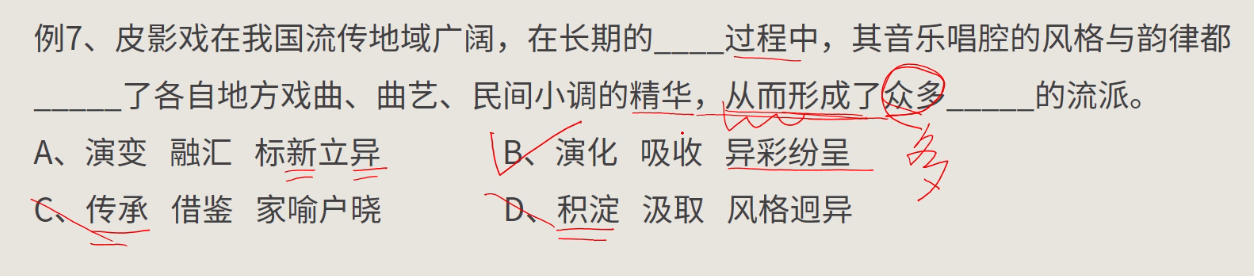 例7、皮影戏在我国流传地域广阔，在长期的____过程中，其音乐唱腔的风格与韵律都
_____了各自地方戏曲、曲艺、民间小调的精华，从而形成了众多_____的流派。
A、演变 融汇 标新立异 B、演化 吸收 异彩纷呈
多
C、传承 借鉴 家喻户晓 D、积淀 汲取 风格迥异